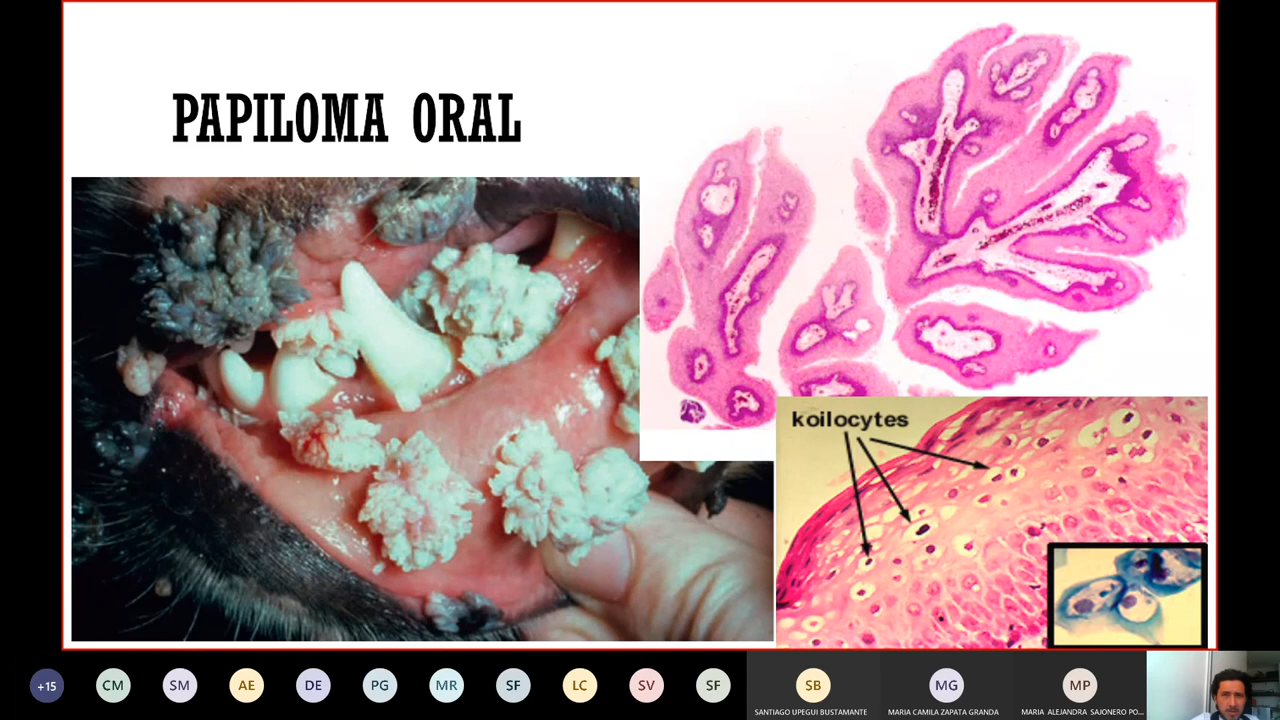 PAPILOMA ORAL
koilocytes
+15
CM
SM
AE
DE
PG
MR
SF
LC
SV
SF
SB
MG
MP
SANTIAGO UPEGUI BUSTAMANTE
MARIA CAMILA ZAPATA GRANDA
MARIA ALEJANDRA SAJONERO PO...